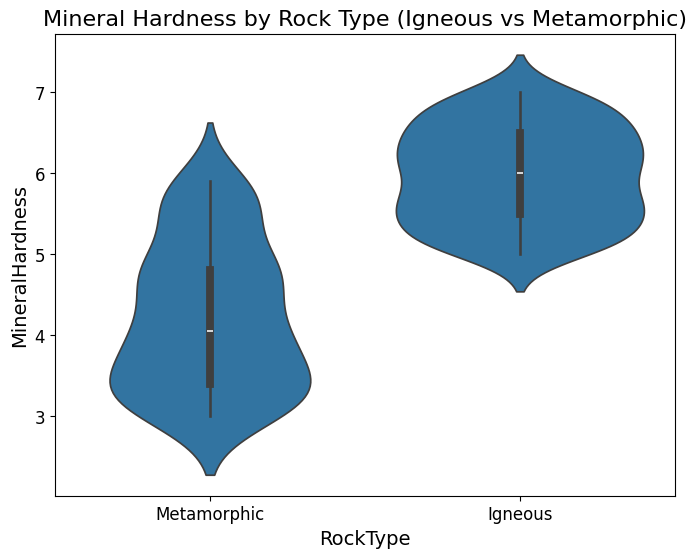 Mineral Hardness by Rock Type (Igneous vs Metamorphic)
MineralHardness
7
6
5
4
3
Metamorphic
Igneous
RockType